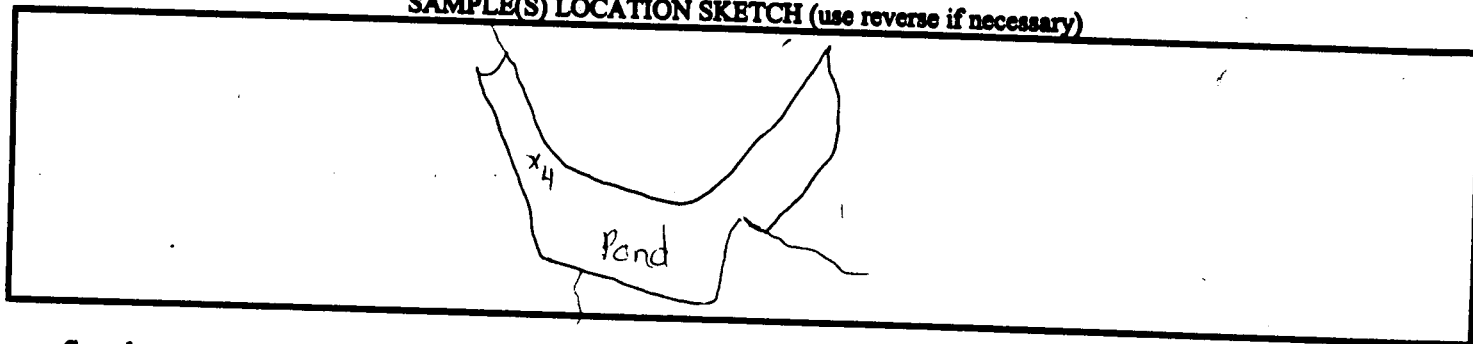 SAMPLE(S) LOCATION SKETCH (use reverse if necessary)
x4
Pond